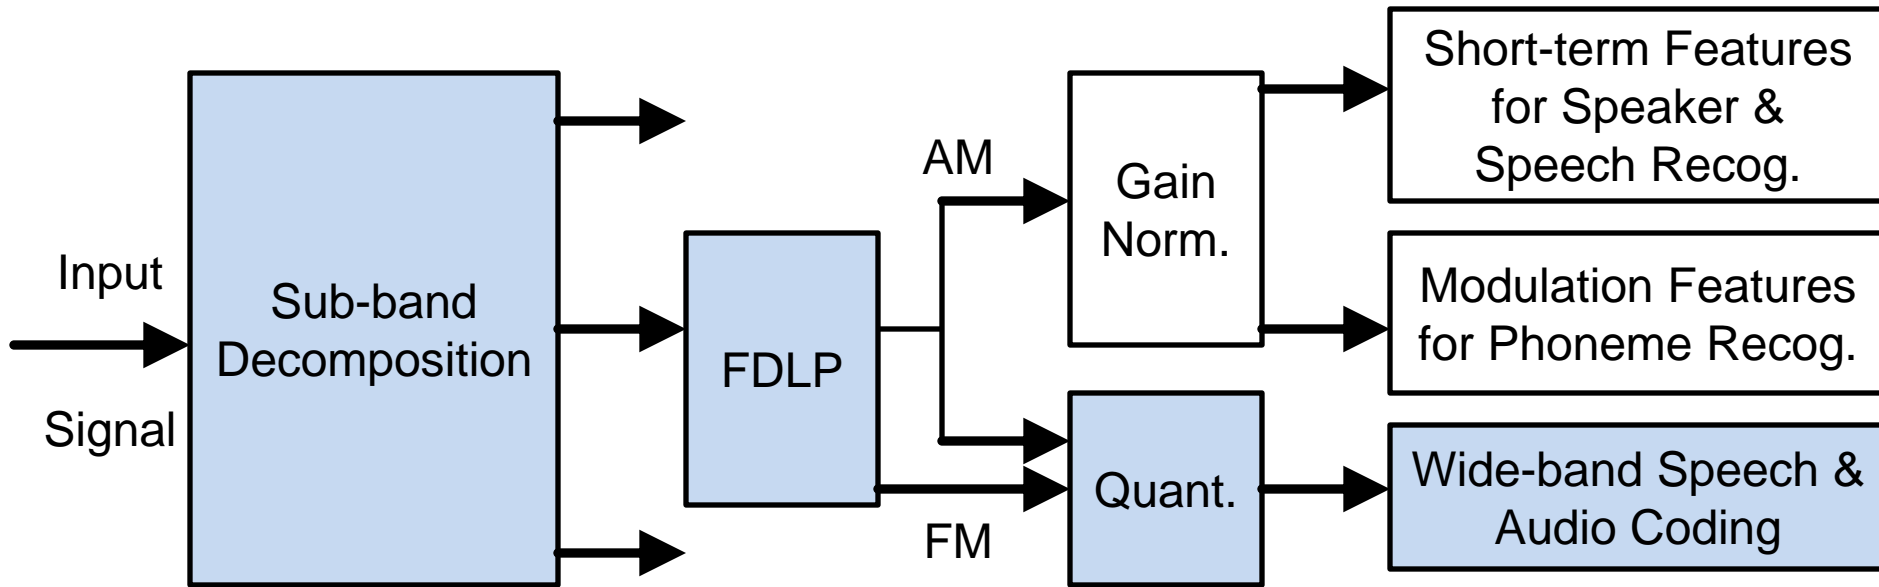 Input
Signal
Sub-band
Decomposition
FDLP
AM
FM
Gain
Norm.
Quant.
Short-term Features
for Speaker &
Speech Recog.
Modulation Features
for Phoneme Recog.
Wide-band Speech &
Audio Coding